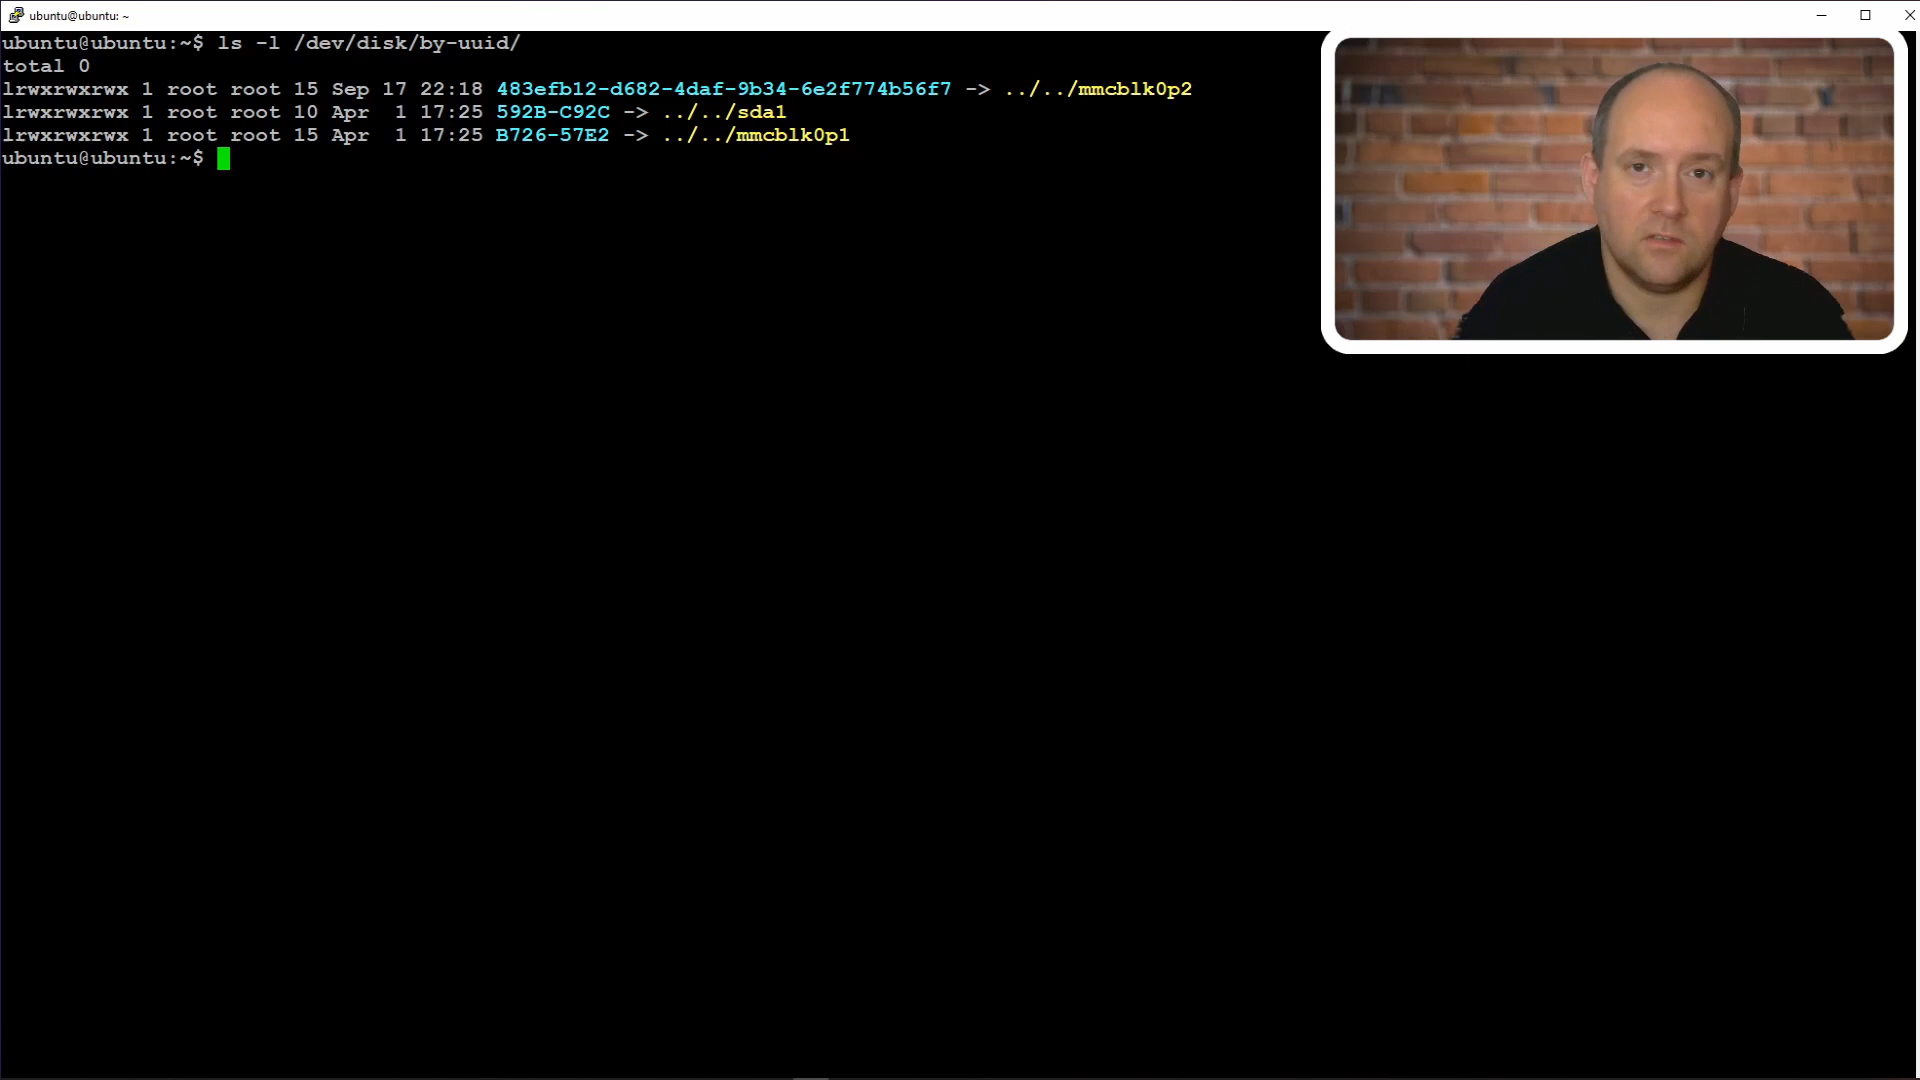 ubuntu@ubuntu: ~
ubuntu@ubuntu:~$ ls -l /dev/disk/by-uuid/
total 0
lrwxrwxrwx 1 root root 15 Sep 17 22:18 483efb12-d682-4daf-9b34-6e2f774b56f7 -> ../../mmcblk0p2
lrwxrwxrwx 1 root root 10 Apr  1 17:25 592B-C92C -> ../../sda1
lrwxrwxrwx 1 root root 15 Apr  1 17:25 B726-57E2 -> ../../mmcblk0p1
ubuntu@ubuntu:~$